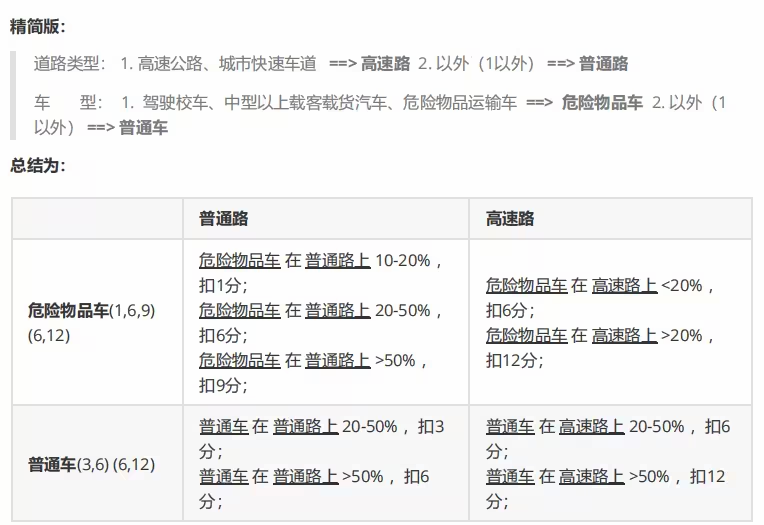 精简版：
道路类型： 1. 高速公路、城市快速车道 ==> 高速路 2. 以外（1以外）==> 普通路
车 型： 1. 驾驶校车、中型以上载客载货汽车、危险物品运输车 ==> 危险物品车 2. 以外（1
以外）==> 普通车
总结为：
普通路 高速路
危险物品车(1,6,9)
(6,12)
危险物品车 在 普通路上 10-20% ，
扣1分；
危险物品车 在 普通路上 20-50%，
扣6分；
危险物品车 在 普通路上 >50% ，
扣9分；
危险物品车 在 高速路上 <20% ，
扣6分；
危险物品车 在 高速路上 >20% ，
扣12分；
普通车(3,6) (6,12)
普通车 在 普通路上 20-50% ，扣3
分；
普通车 在 普通路上 >50% ，扣6
分；
普通车 在 高速路上 20-50% ，扣6
分；
普通车 在 高速路上 >50% ，扣12
分；